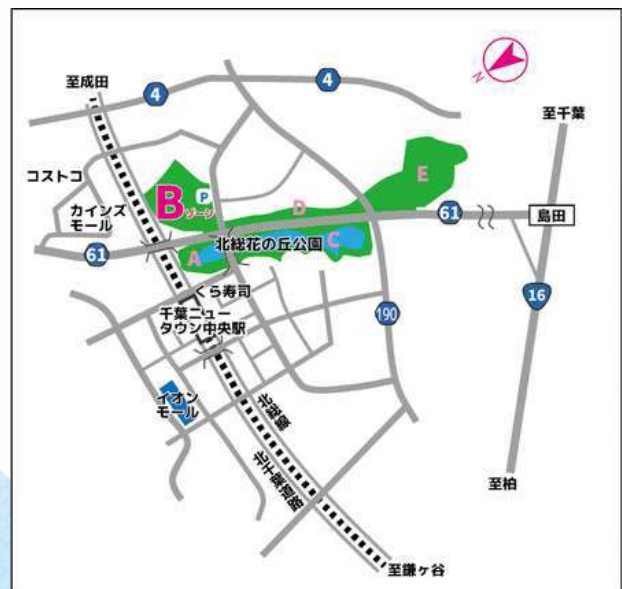 至成田
4
4
N
至千葉
コストコ
B
ゾーン
P
E
D
カインズ
モール
61
島田
61
北総花の丘公園
A
C
くら寿司
千葉ニュー
タウン中央駅
190
16
イオン
モール
北総線
北千葉道路
至柏
至鎌ヶ谷